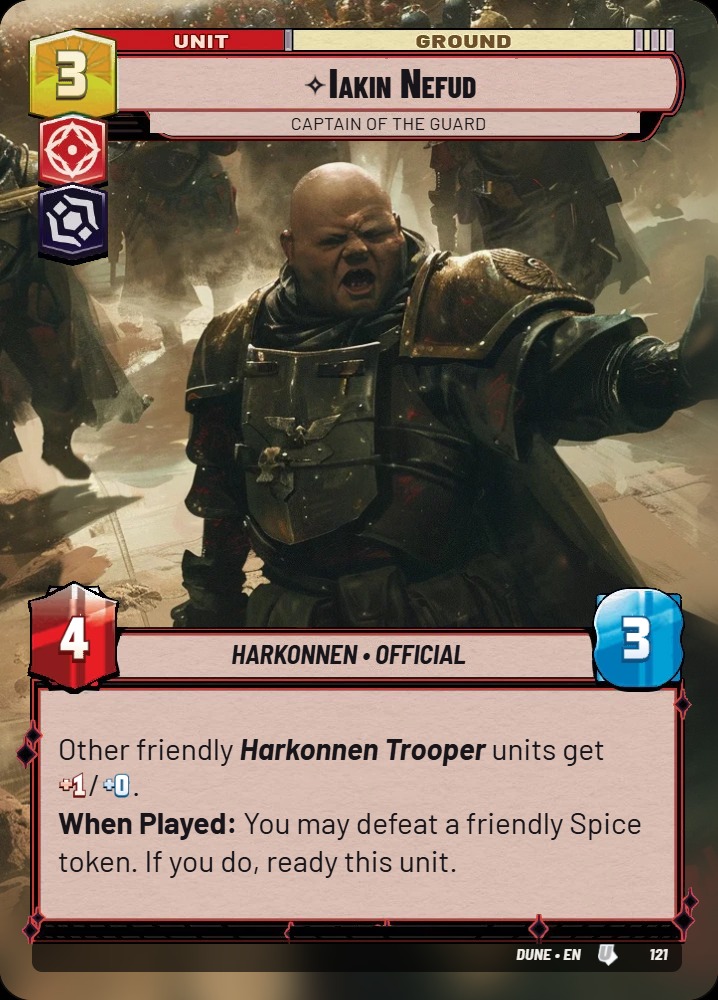 UNIT GROUND
3
✧IAKIN NEFUD
CAPTAIN OF THE GUARD
4
HARKONNEN • OFFICIAL
3
Other friendly Harkonnen Trooper units get
+1/+0.
When Played: You may defeat a friendly Spice
token. If you do, ready this unit.
DUNE • EN U 121